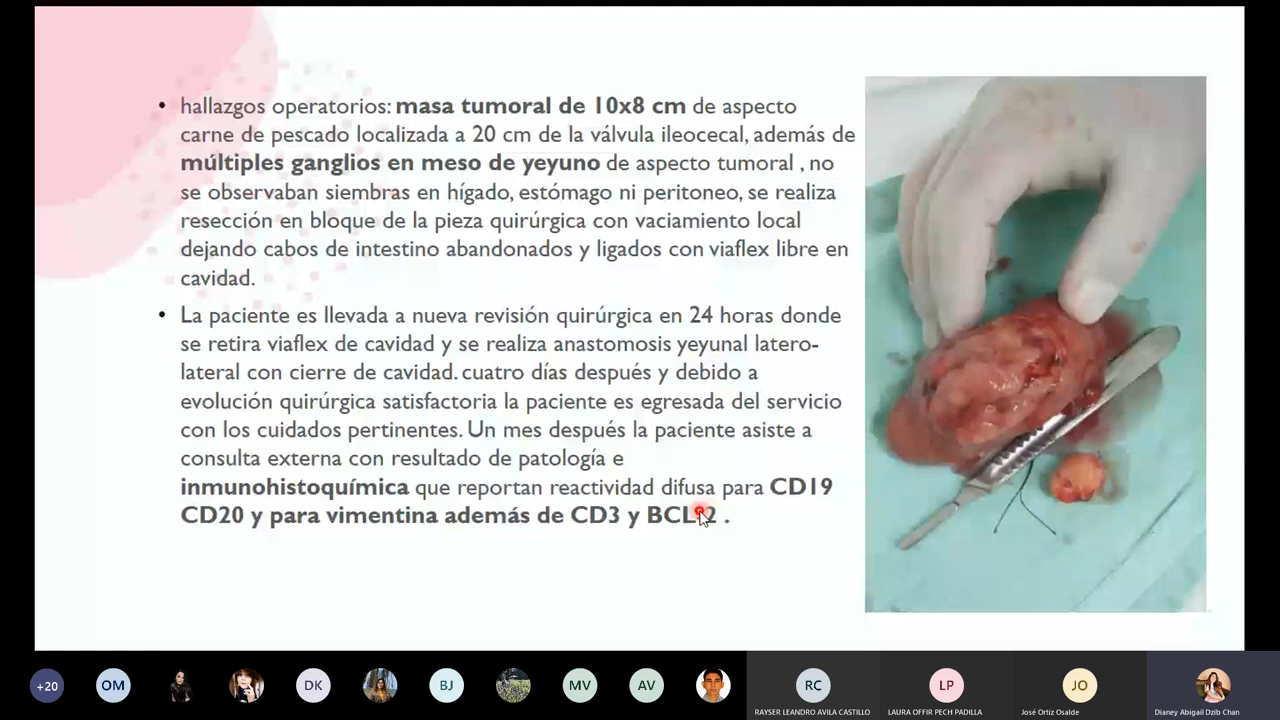 • hallazgos operatorios: masa tumoral de 10x8 cm de aspecto
carne de pescado localizada a 20 cm de la válvula ileocecal, además de
múltiples ganglios en meso de yeyuno de aspecto tumoral , no
se observaban siembras en hígado, estómago ni peritoneo, se realiza
resección en bloque de la pieza quirúrgica con vaciamiento local
dejando cabos de intestino abandonados y ligados con viaflex libre en
cavidad.
• La paciente es llevada a nueva revisión quirúrgica en 24 horas donde
se retira viaflex de cavidad y se realiza anastomosis yeyunal latero-
lateral con cierre de cavidad. cuatro días después y debido a
evolución quirúrgica satisfactoria la paciente es egresada del servicio
con los cuidados pertinentes. Un mes después la paciente asiste a
consulta externa con resultado de patología e
inmunohistoquímica que reportan reactividad difusa para CD19
CD20 y para vimentina además de CD3 y BCL-2 .
+20
OM
DK
BJ
MV
AV
RC
LP
JO
RAYSER LEANDRO AVILA CASTILLO
LAURA OFFIR PECH PADILLA
José Ortiz Osalde
Dianey Abigail Dzib Chan